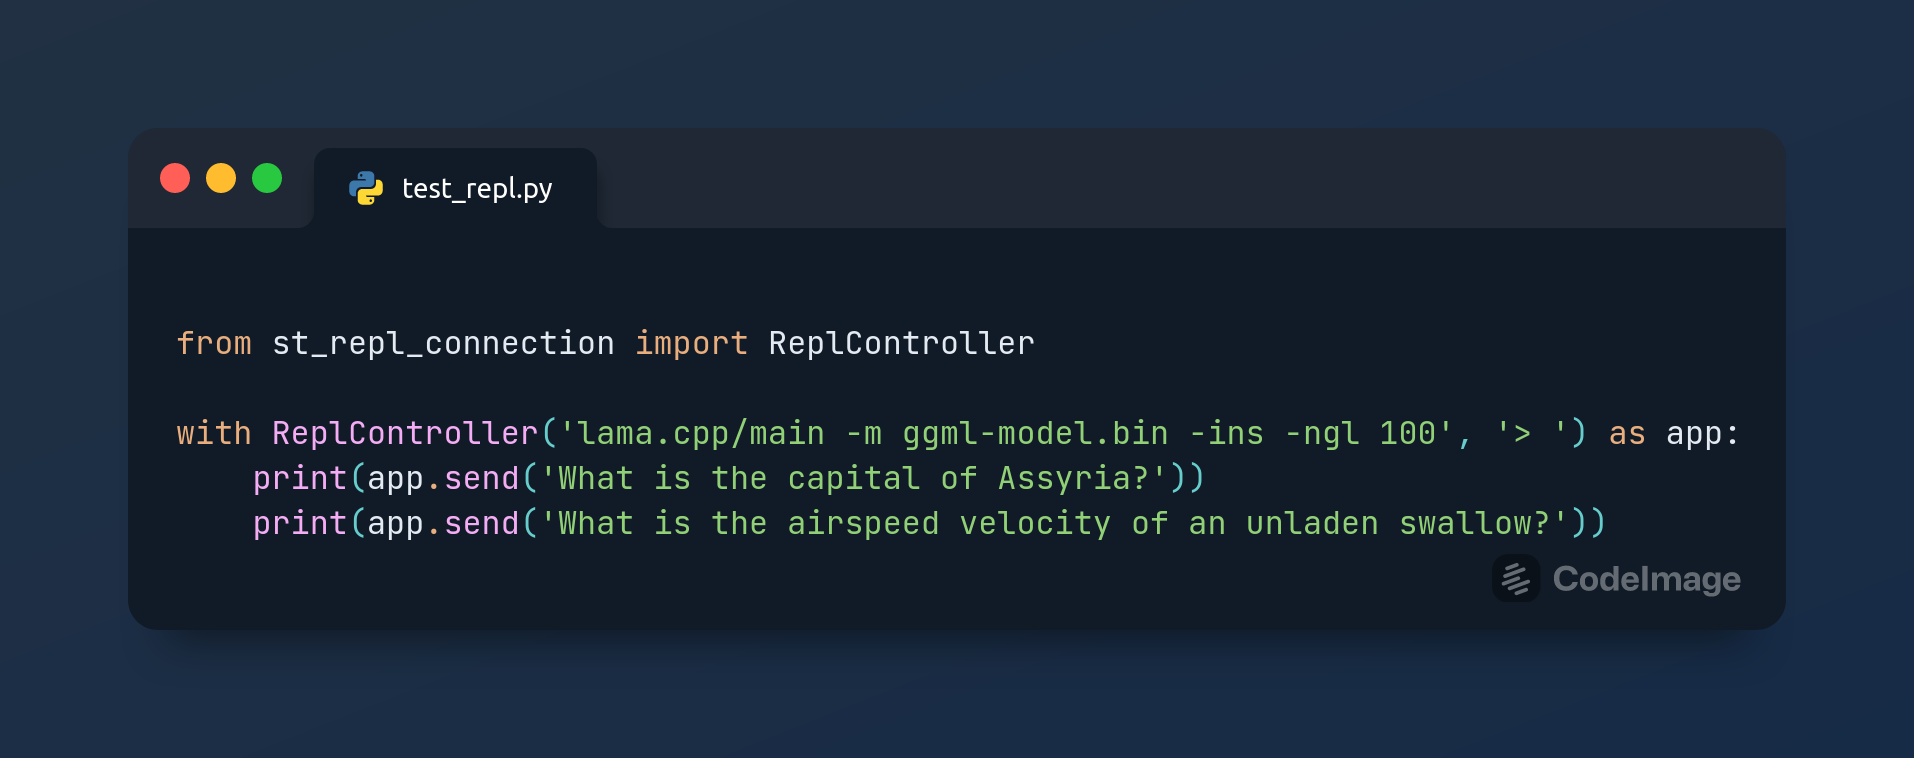 test_repl.py
from st_repl_connection import ReplController
with ReplController('lama.cpp/main -m ggml-model.bin -ins -ngl 100', '> ') as app:
    print(app.send('What is the capital of Assyria?'))
    print(app.send('What is the airspeed velocity of an unladen swallow?'))
CodeImage